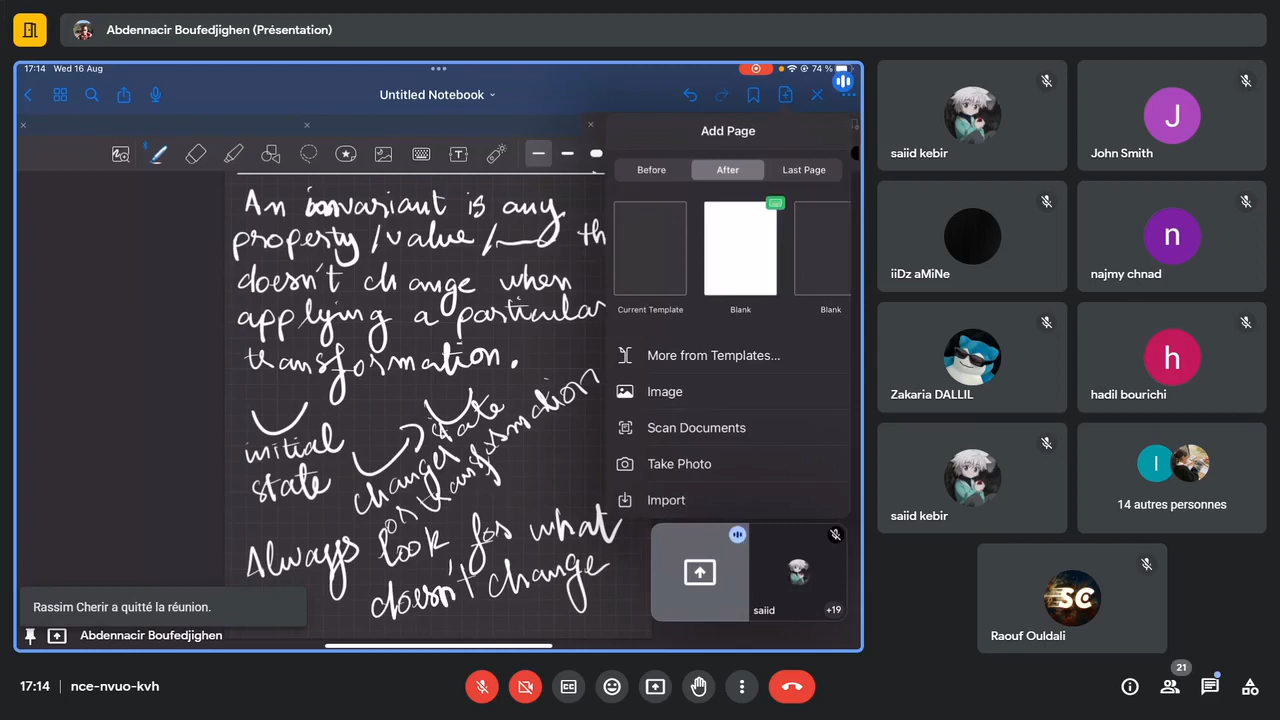 Abdennacir Boufedjighen (Présentation)
17:14 Wed 16 Aug
74 %
Untitled Notebook
Add Page
Before
After
Last Page
Current Template
Blank
Blank
More from Templates...
Image
Scan Documents
Take Photo
Import
An invariant is any
property / value / th
doesn't change when
applying a particular
transformation.
initial
state
change state
or transformation
Always look for what
doesn't change
saiid
+19
Rassim Cherir a quitté la réunion.
Abdennacir Boufedjighen
saiid kebir
J
John Smith
iiDz aMiNe
n
najmy chnad
Zakaria DALLIL
h
hadil bourichi
saiid kebir
I
14 autres personnes
SC
Raouf Ouldali
17:14 | nce-nvuo-kvh
21